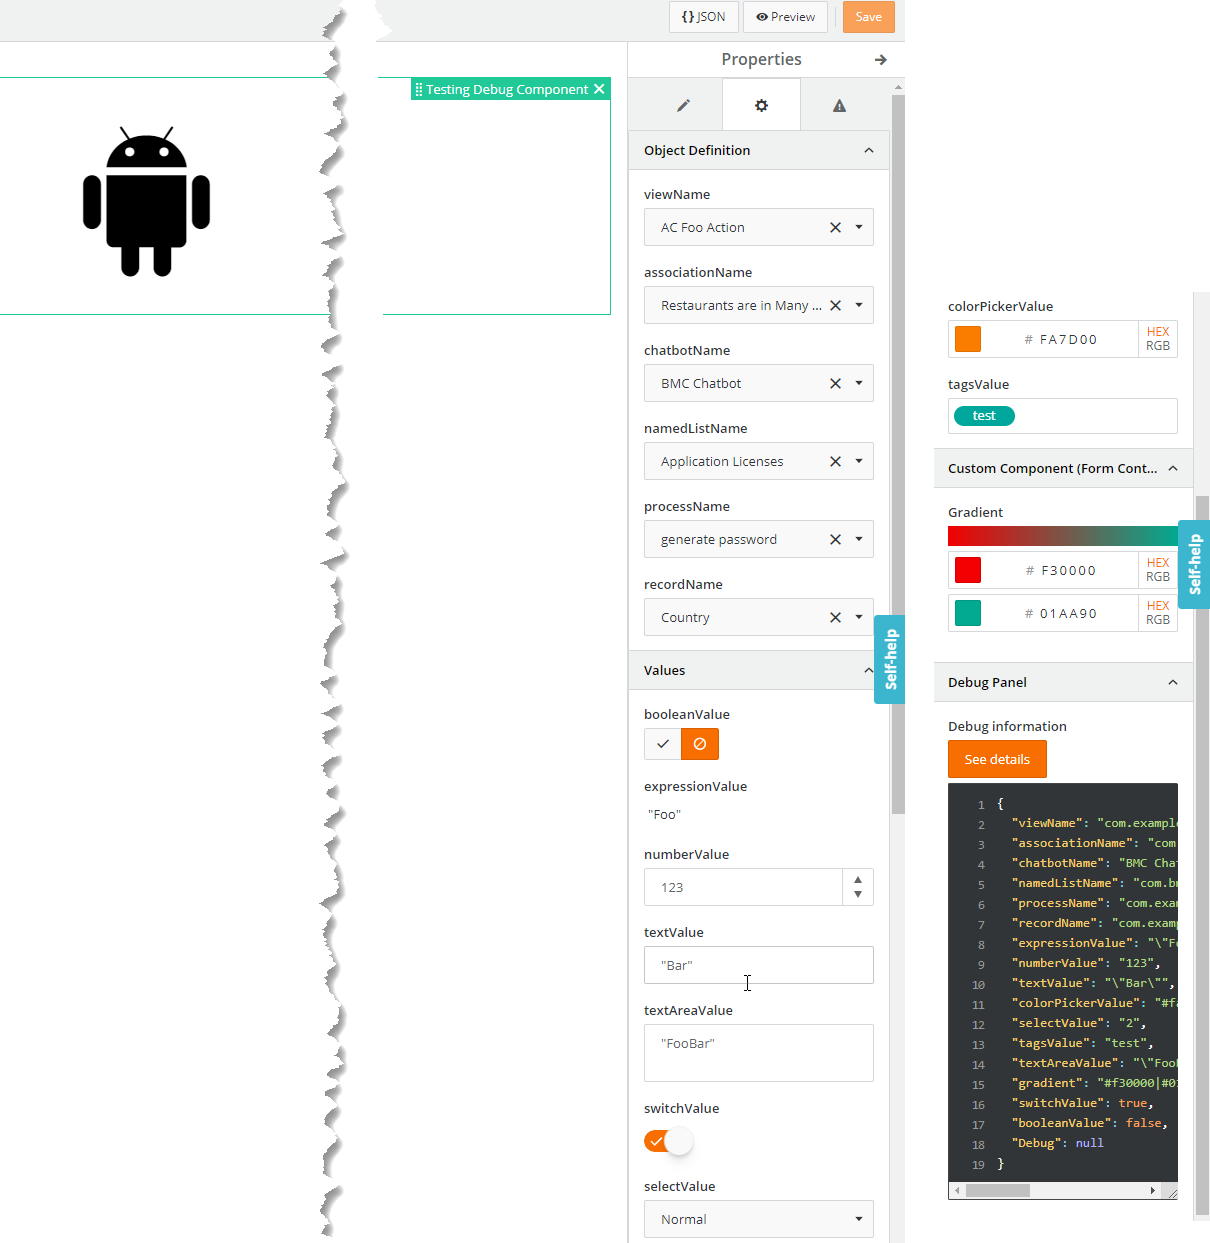 {} JSON
Preview
Save
Properties
Testing Debug Component
Object Definition
viewName
AC Foo Action
associationName
Restaurants are in Many ...
chatbotName
BMC Chatbot
namedListName
Application Licenses
processName
generate password
recordName
Country
Self-help
Values
booleanValue
expressionValue
"Foo"
numberValue
123
textValue
"Bar"
textAreaValue
"FooBar"
switchValue
selectValue
Normal
colorPickerValue
# FA7D00
HEX
RGB
tagsValue
test
Custom Component (Form Cont...
Gradient
# F30000
HEX
RGB
# 01AA90
HEX
RGB
Self-help
Debug Panel
Debug information
See details
1 {
2 "viewName": "com.exampl
3 "associationName": "com
4 "chatbotName": "BMC Cha
5 "namedListName": "com.b
6 "processName": "com.exa
7 "recordName": "com.exam
8 "expressionValue": "\"F
9 "numberValue": "123",
10 "textValue": "\"Bar\"",
11 "colorPickerValue": "#f
12 "selectValue": "2",
13 "tagsValue": "test",
14 "textAreaValue": "\"Foo
15 "gradient": "#f30000|#0
16 "switchValue": true,
17 "booleanValue": false,
18 "Debug": null
19 }